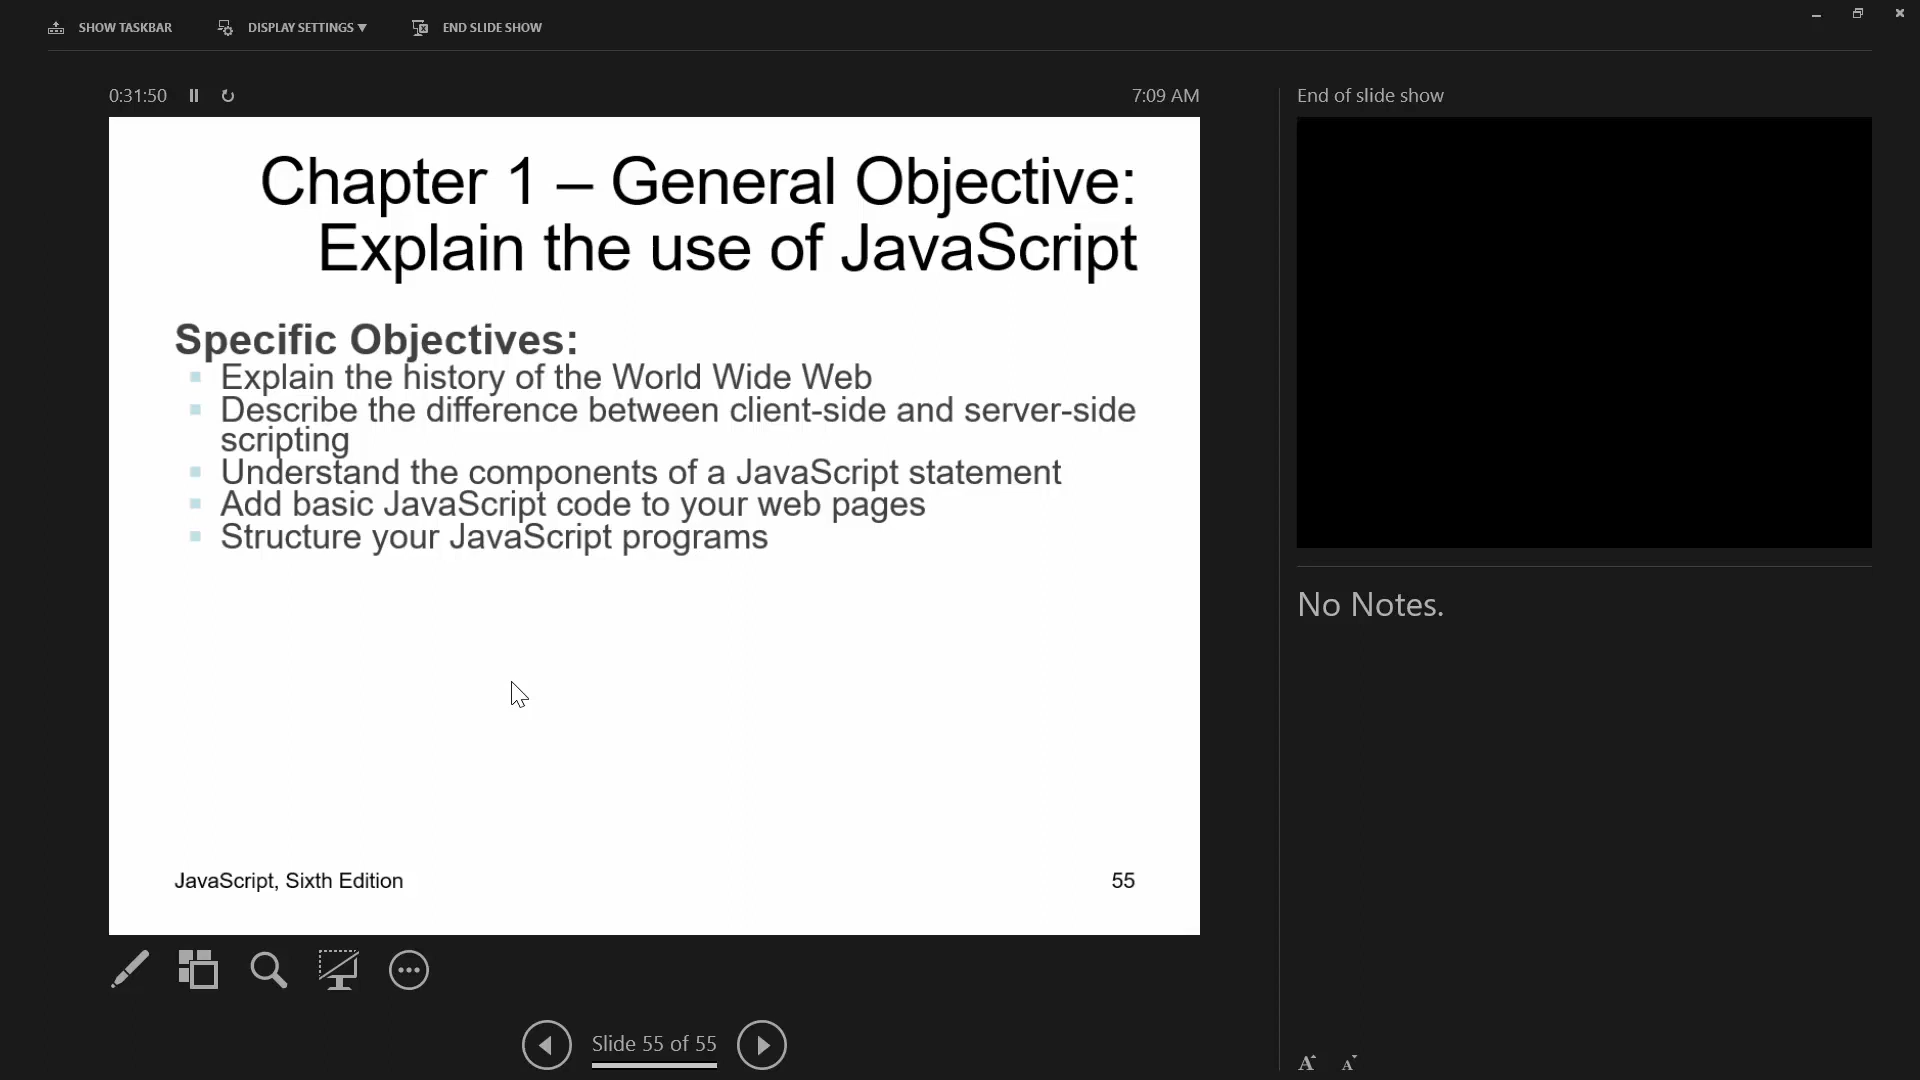 SHOW TASKBAR
DISPLAY SETTINGS ▼
END SLIDE SHOW
0:31:50
7:09 AM
Chapter 1 – General Objective:
Explain the use of JavaScript
Specific Objectives:
Explain the history of the World Wide Web
Describe the difference between client-side and server-side
scripting
Understand the components of a JavaScript statement
Add basic JavaScript code to your web pages
Structure your JavaScript programs
JavaScript, Sixth Edition
55
Slide 55 of 55
End of slide show
No Notes.
A A